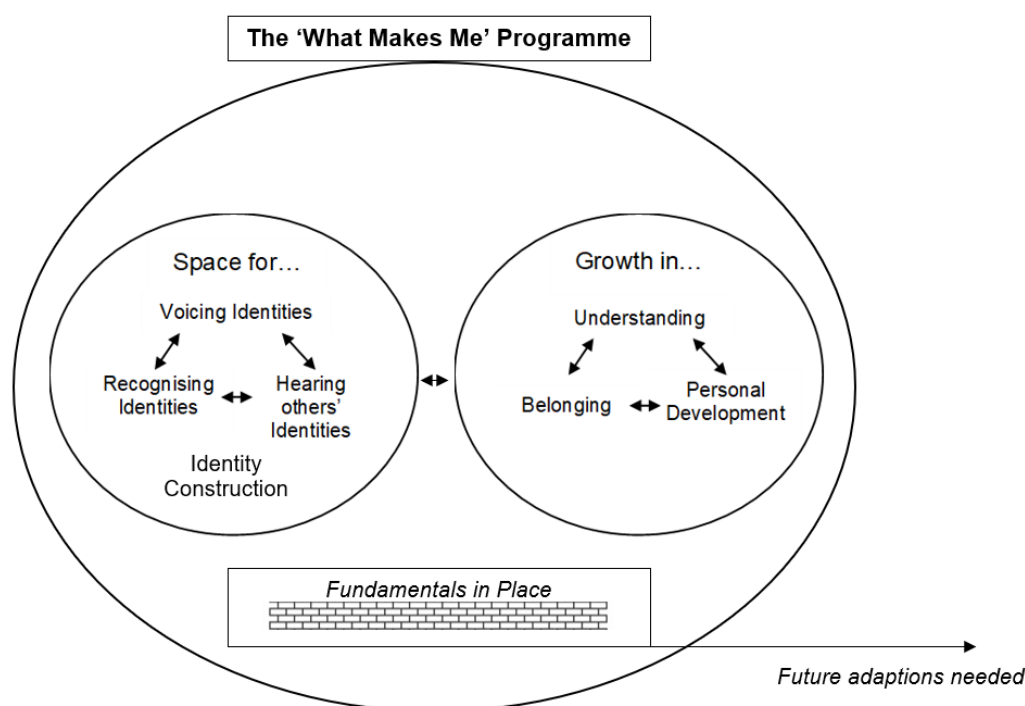 The ‘What Makes Me’ Programme
Space for…
Voicing Identities
Recognising
Identities
Hearing
others’
Identities
Identity
Construction
Growth in…
Understanding
Belonging
Personal
Development
Fundamentals in Place
Future adaptions needed